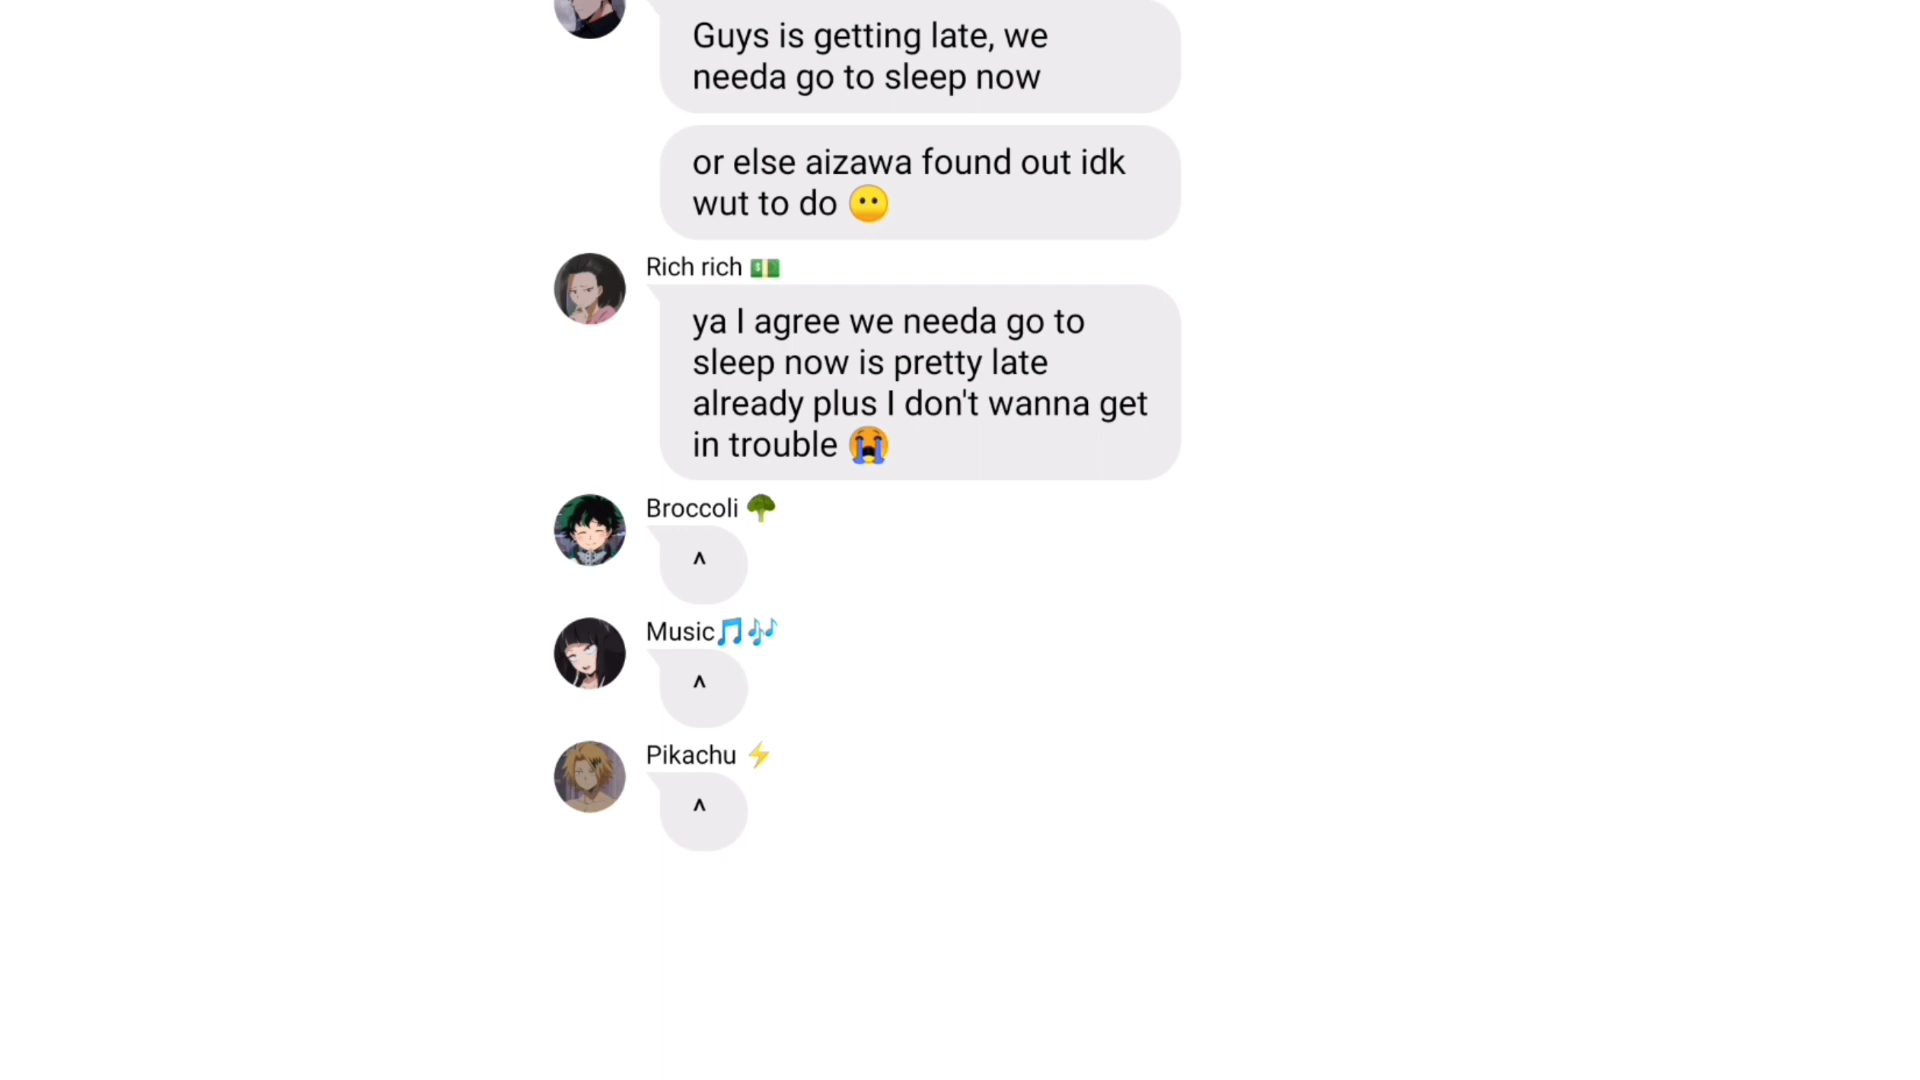 Guys is getting late, we
needa go to sleep now
or else aizawa found out idk
wut to do 😶
Rich rich 💵
ya I agree we needa go to
sleep now is pretty late
already plus I don't wanna get
in trouble 😭
Broccoli 🥦
^
Music🎵🎶
^
Pikachu ⚡
^